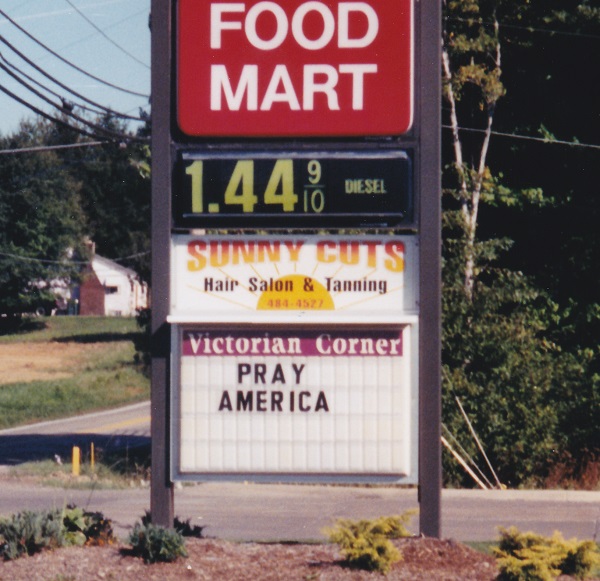 FOOD
MART
1.44 9/10 DIESEL
SUNNY CUTS
Hair Salon & Tanning
484-4527
Victorian Corner
PRAY
AMERICA